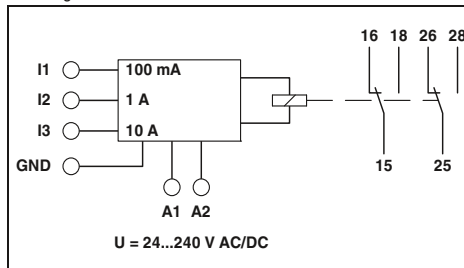 16 18 26 28
I1 100 mA
I2 1 A
I3 10 A
GND
15 25
A1 A2
U = 24...240 V AC/DC